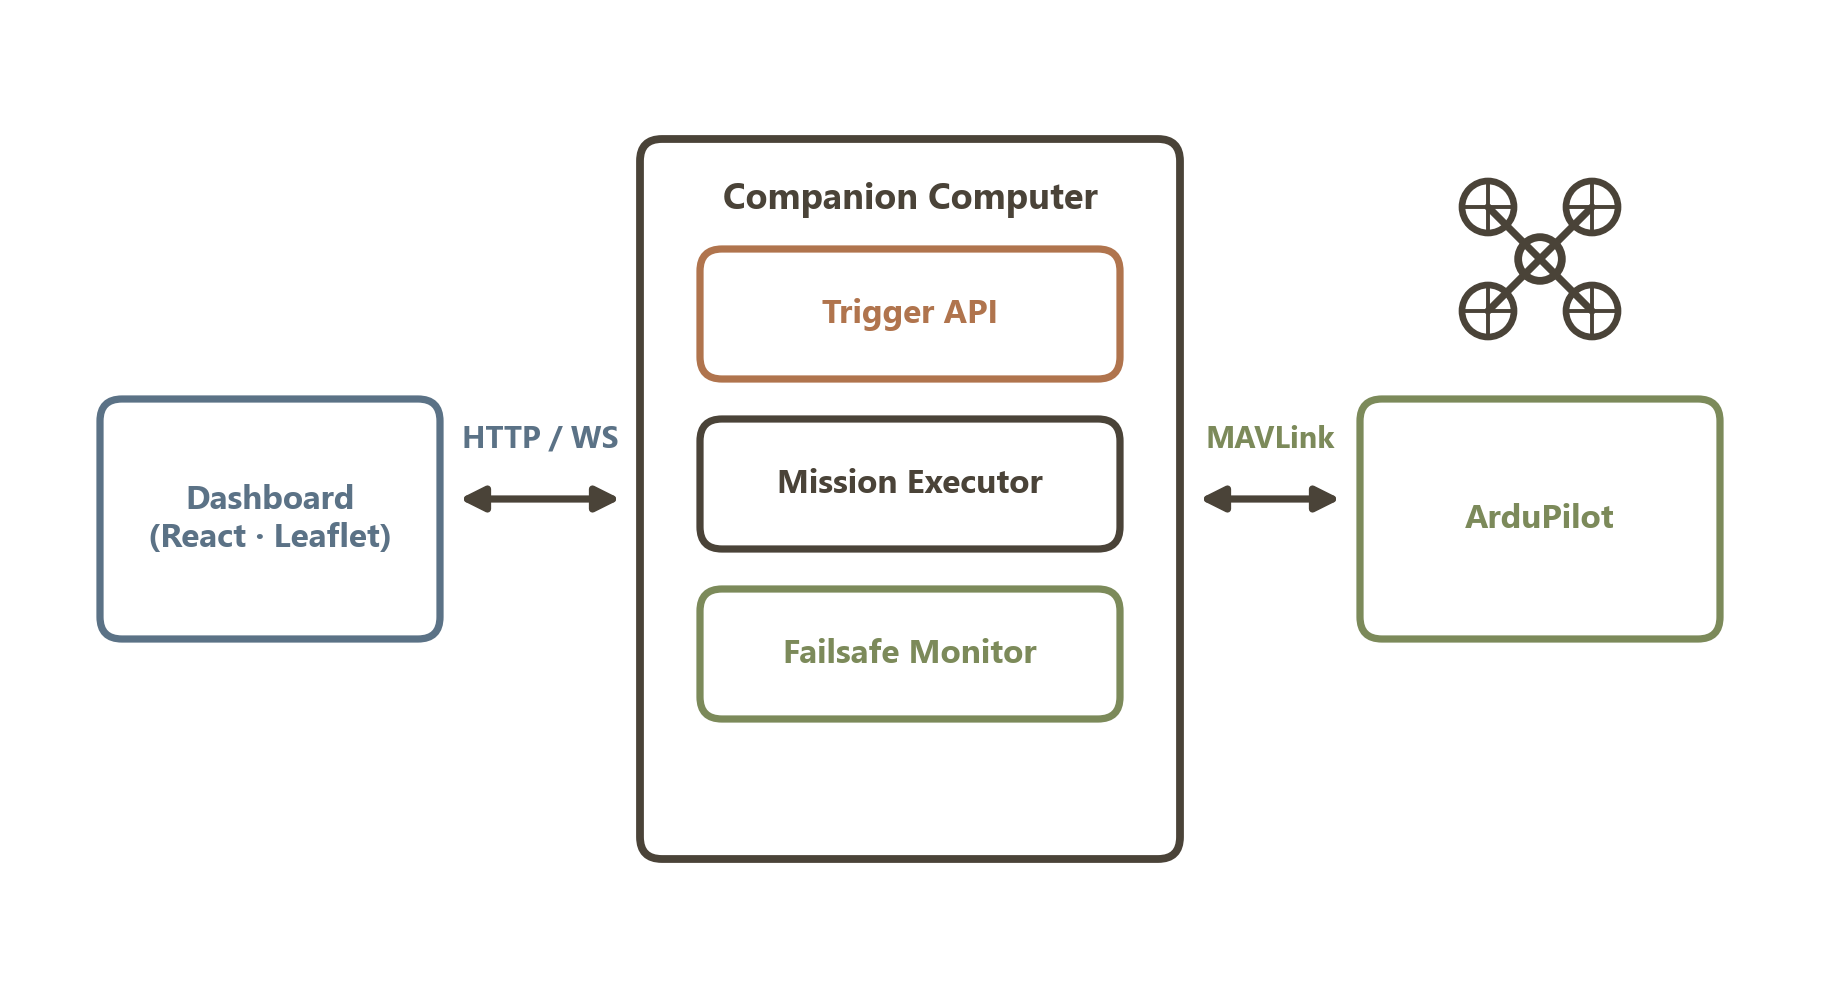 Companion Computer
Trigger API
Mission Executor
Failsafe Monitor
Dashboard
(React · Leaflet)
HTTP / WS
MAVLink
ArduPilot